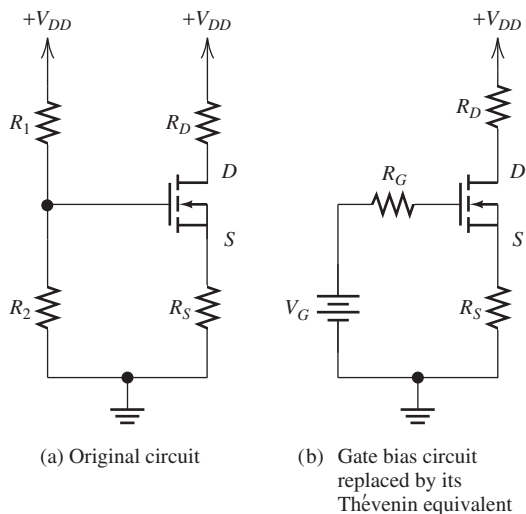 +V_DD
+V_DD
R_1
R_D
D
S
R_2
R_S
(a) Original circuit
+V_DD
R_D
D
R_G
S
V_G
R_S
(b) Gate bias circuit
replaced by its
Thévenin equivalent